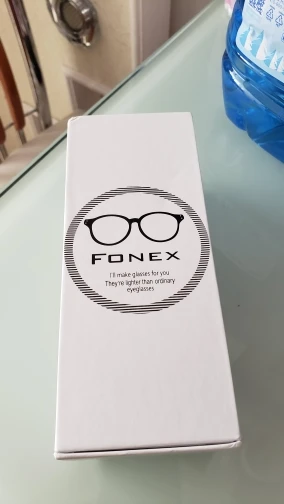 FONEX
I'll make glasses for you
They're lighter than ordinary
eyeglasses